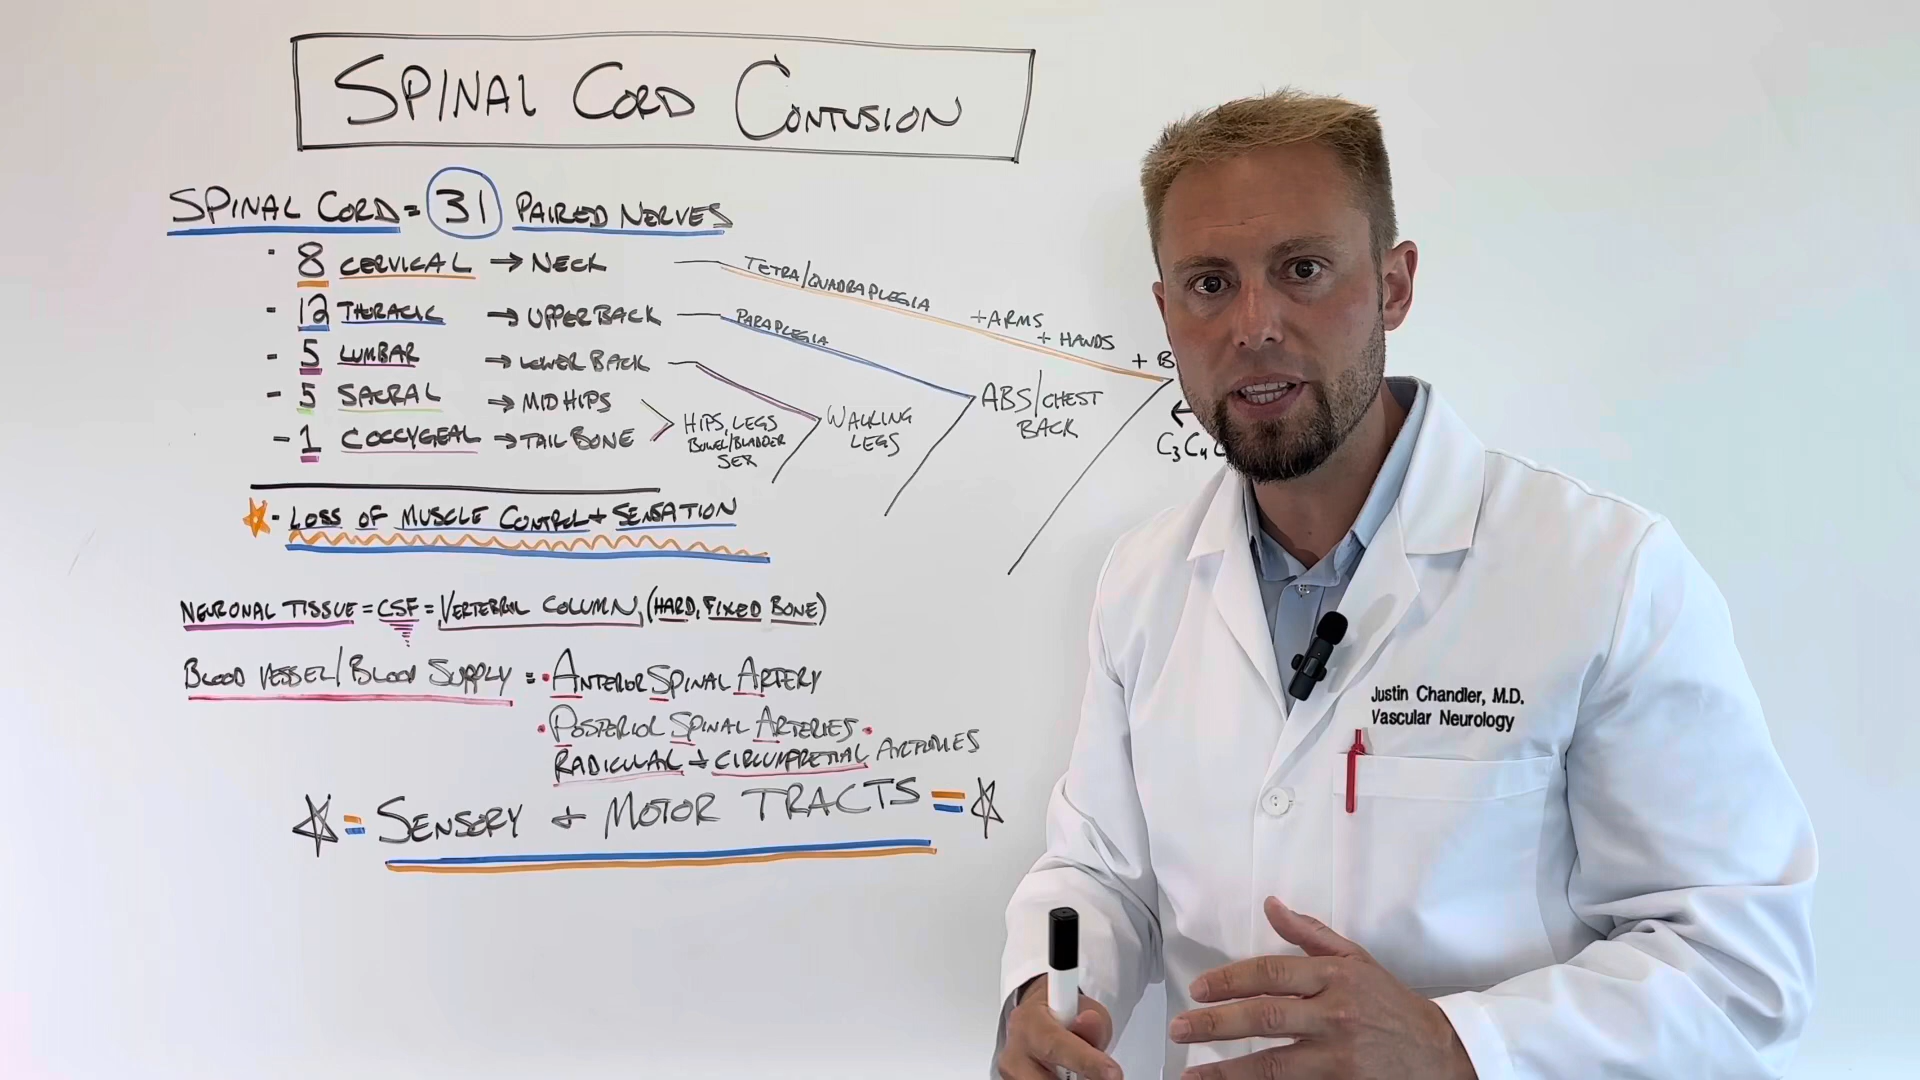 SPINAL CORD CONTUSION
SPINAL CORD = 31 PAIRED NERVES
- 8 CERVICAL → NECK
- 12 THORACIC → UPPER BACK
- 5 LUMBAR → LOWER BACK
- 5 SACRAL → MID HIPS
- 1 COCCYGEAL → TAIL BONE
TETRA/QUADRAPLEGIA
+ARMS
+ HANDS
+ B
PARAPLEGIA
HIPS, LEGS
BOWEL/BLADDER
SEX
WALKING
LEGS
ABS/CHEST
BACK
←
C3 C4 C
- LOSS OF MUSCLE CONTROL + SENSATION
NEURONAL TISSUE = CSF = VERTEBRAL COLUMN, (HARD, FIXED BONE)
BLOOD VESSEL/BLOOD SUPPLY = • ANTERIOR SPINAL ARTERY
• POSTERIOR SPINAL ARTERIES •
RADICULAR + ARTERIES
= SENSORY + MOTOR TRACTS =
Justin Chandler, M.D.
Vascular Neurology